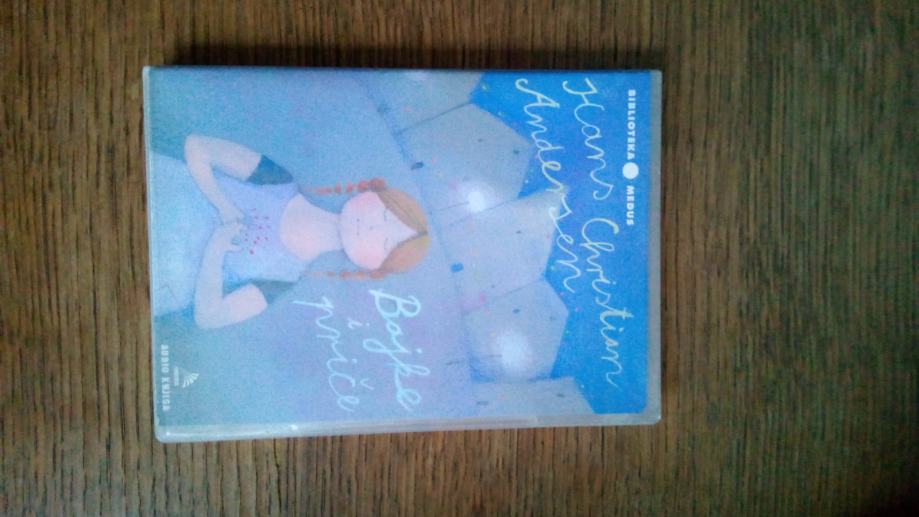 BIBLIOTEKA MEDUS
Hans Christian
Andersen
Bajke
i
priče
AUDIO KNJIGA